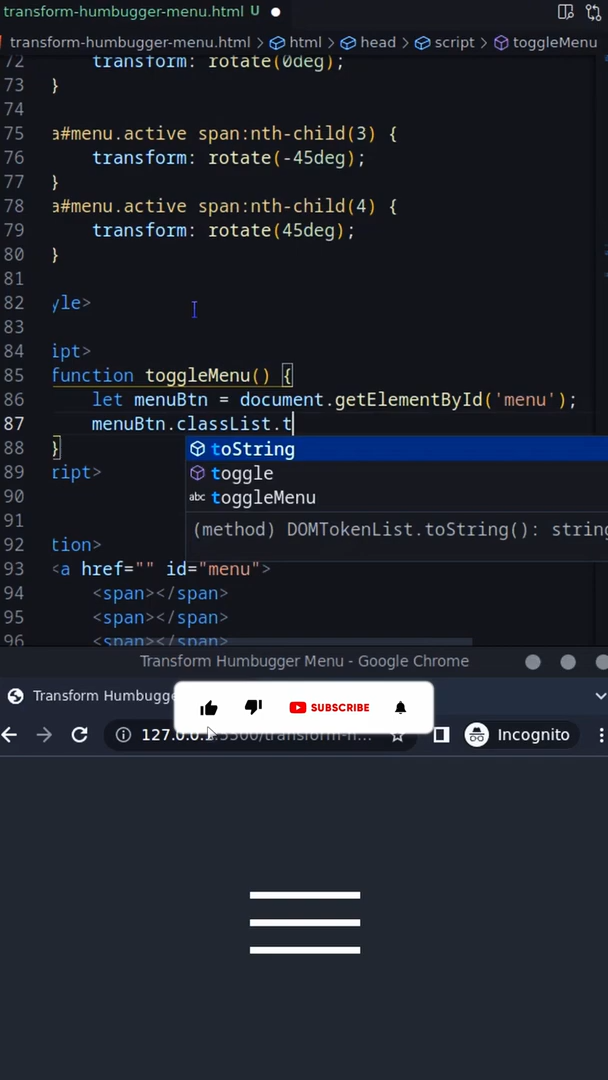 transform-humbugger-menu.html U
transform-humbugger-menu.html > html > head > script > toggleMenu
72 transform: rotate(0deg);
73 }
74
75 a#menu.active span:nth-child(3) {
76 transform: rotate(-45deg);
77 }
78 a#menu.active span:nth-child(4) {
79 transform: rotate(45deg);
80 }
81
82 yle>
83
84 ipt>
85 function toggleMenu() {
86 let menuBtn = document.getElementById('menu');
87 menuBtn.classList.t
88 }
toString
89 ript>
toggle
90
toggleMenu
91
(method) DOMTokenList.toString(): string
92 tion>
93 <a href="" id="menu">
94 <span></span>
95 <span></span>
96 <span></span>
Transform Humbugger Menu - Google Chrome
Transform Humbugge
SUBSCRIBE
127.0.0.1:5500/transform-h...
Incognito